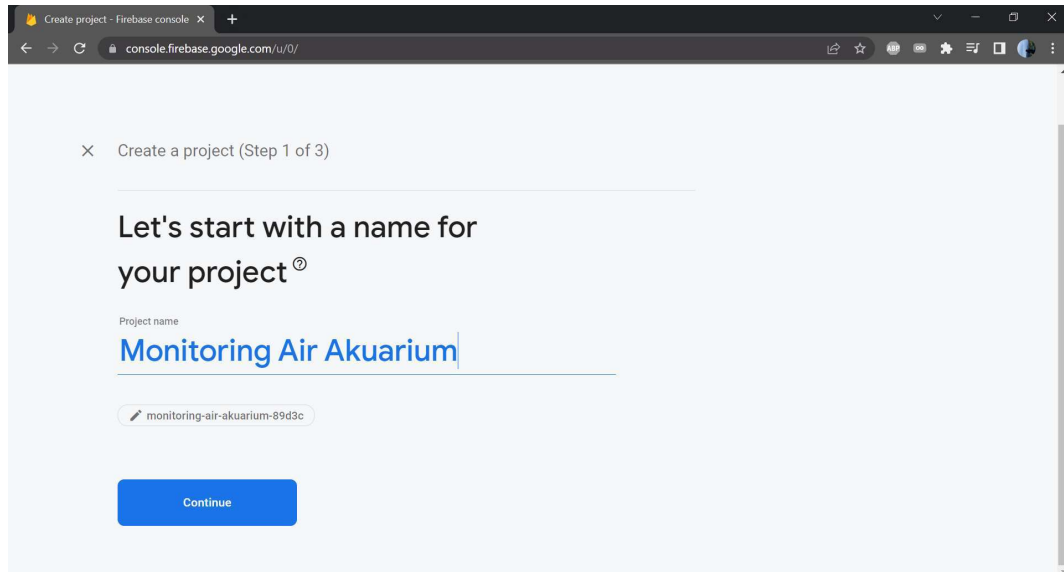 Create project - Firebase console
console.firebase.google.com/u/0/
ABP
Create a project (Step 1 of 3)
Let's start with a name for
your project
Project name
Monitoring Air Akuarium
monitoring-air-akuarium-89d3c
Continue